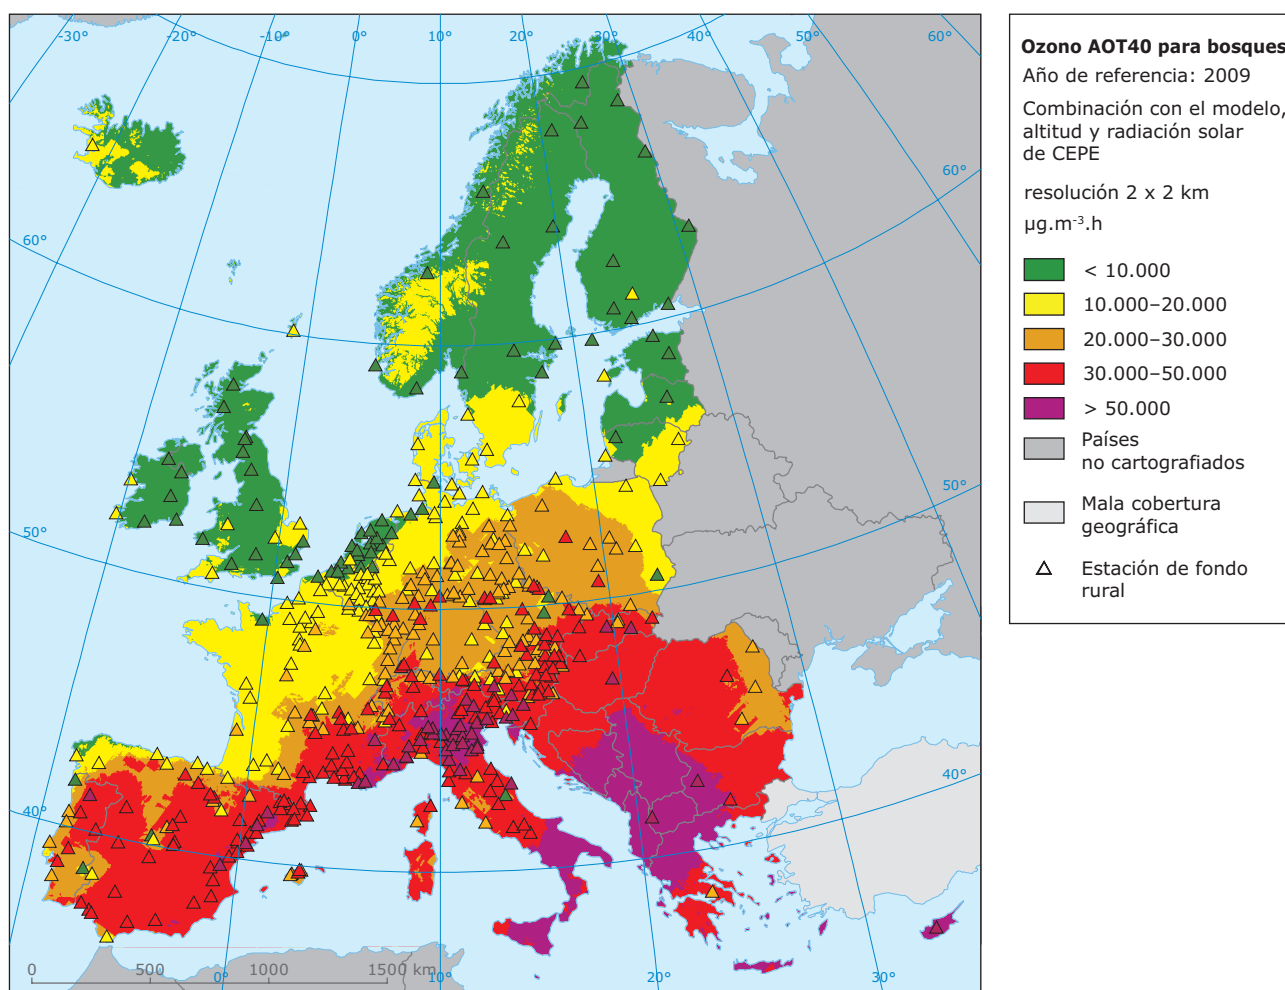 -30°
-20°
-10°
0°
10°
20°
30°
40°
50°
60°
60°
60°
50°
50°
40°
40°
0
500
1000
1500 km
0°
10°
20°
30°
Ozono AOT40 para bosques
Año de referencia: 2009
Combinación con el modelo,
altitud y radiación solar
de CEPE
resolución 2 x 2 km
µg.m⁻³.h
< 10.000
10.000–20.000
20.000–30.000
30.000–50.000
> 50.000
Países
no cartografiados
Mala cobertura
geográfica
Estación de fondo
rural